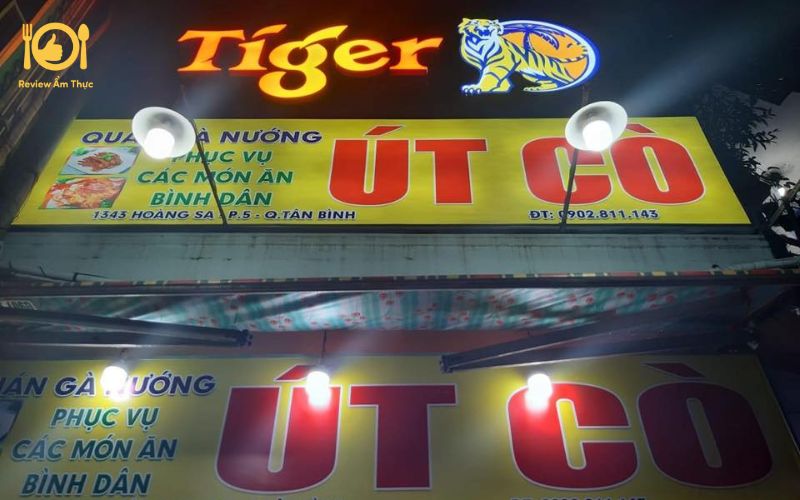 Review Ẩm Thực
Tiger
QUÁN GÀ NƯỚNG
PHỤC VỤ
CÁC MÓN ĂN
BÌNH DÂN
ÚT CÒ
1343 HOÀNG SA - P.5 - Q.TÂN BÌNH
ĐT: 0902.811.143
QUÁN GÀ NƯỚNG
PHỤC VỤ
CÁC MÓN ĂN
BÌNH DÂN
ÚT CÒ